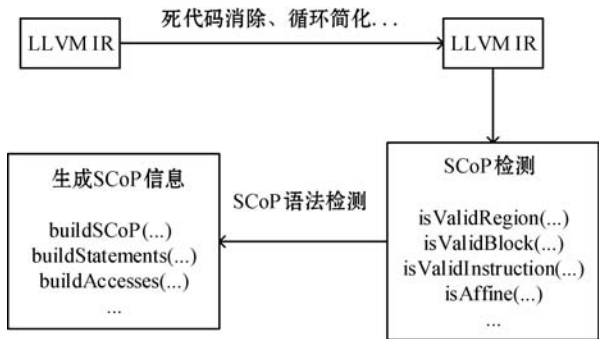 死代码消除、循环简化...
LLVM IR
LLVM IR
生成SCoP信息
buildSCoP(...)
buildStatements(...)
buildAccesses(...)
...
SCoP语法检测
SCoP检测
isValidRegion(...)
isValidBlock(...)
isValidInstruction(...)
isAffine(...)
...